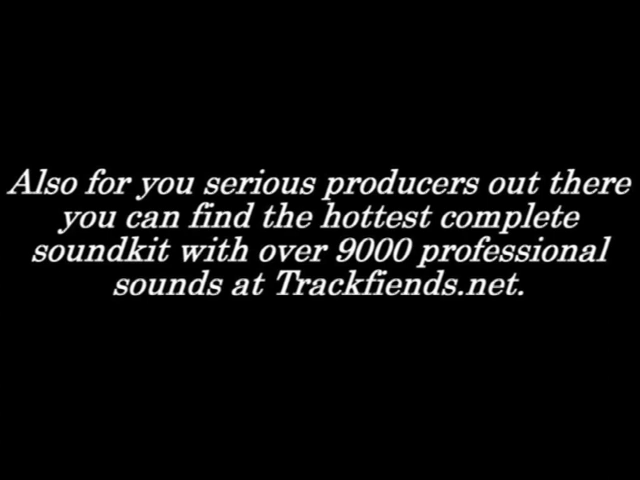 Also for you serious producers out there
you can find the hottest complete
soundkit with over 9000 professional
sounds at Trackfiends.net.